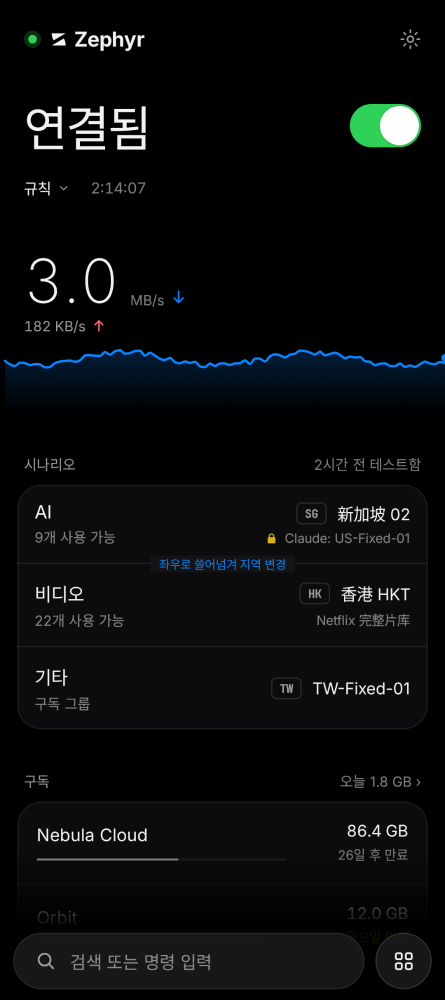 Zephyr
연결됨
규칙 2:14:07
3.0 MB/s ↓
182 KB/s ↑
시나리오 2시간 전 테스트함
AI SG 新加坡 02
9개 사용 가능 Claude: US-Fixed-01
좌우로 쓸어넘겨 지역 변경
비디오 HK 香港 HKT
22개 사용 가능 Netflix 完整片库
기타 TW TW-Fixed-01
구독 그룹
구독 오늘 1.8 GB ›
Nebula Cloud 86.4 GB
26일 후 만료
Orbit 12.0 GB
검색 또는 명령 입력